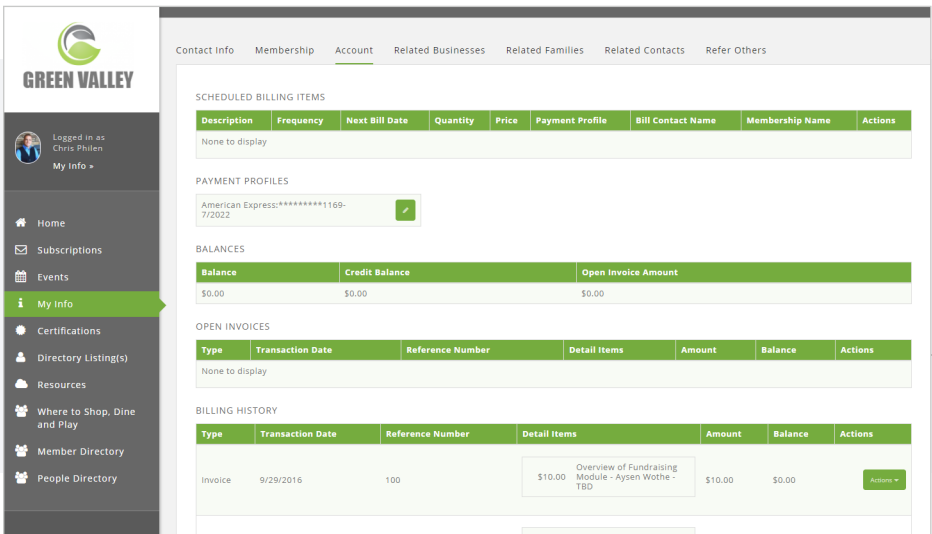 GREEN VALLEY
Logged in as
Chris Philen
My Info »
Home
Subscriptions
Events
My Info
Certifications
Directory Listing(s)
Resources
Where to Shop, Dine
and Play
Member Directory
People Directory
Contact Info Membership Account Related Businesses Related Families Related Contacts Refer Others
SCHEDULED BILLING ITEMS
Description Frequency Next Bill Date Quantity Price Payment Profile Bill Contact Name Membership Name Actions
None to display
PAYMENT PROFILES
American Express:*********1169-
7/2022
BALANCES
Balance Credit Balance Open Invoice Amount
$0.00 $0.00 $0.00
OPEN INVOICES
Type Transaction Date Reference Number Detail Items Amount Balance Actions
None to display
BILLING HISTORY
Type Transaction Date Reference Number Detail Items Amount Balance Actions
Invoice 9/29/2016 100 $10.00 Overview of Fundraising
Module - Aysen Wothe -
TBD
$10.00 $0.00 Actions